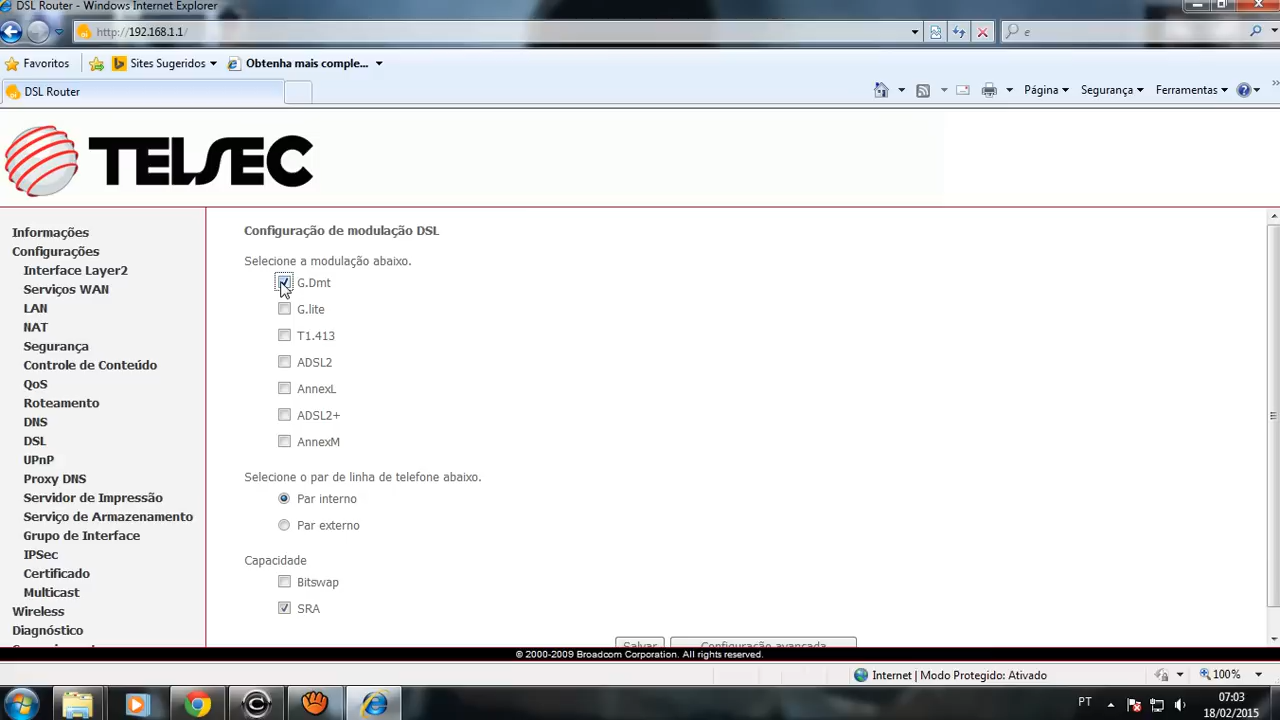 DSL Router - Windows Internet Explorer
http://192.168.1.1/
e
Favoritos
Sites Sugeridos
Obtenha mais comple...
DSL Router
Página
Segurança
Ferramentas
TELSEC
Informações
Configurações
Interface Layer2
Serviços WAN
LAN
NAT
Segurança
Controle de Conteúdo
QoS
Roteamento
DNS
DSL
UPnP
Proxy DNS
Servidor de Impressão
Serviço de Armazenamento
Grupo de Interface
IPSec
Certificado
Multicast
Wireless
Diagnóstico
Configuração de modulação DSL
Selecione a modulação abaixo.
G.Dmt
G.lite
T1.413
ADSL2
AnnexL
ADSL2+
AnnexM
Selecione o par de linha de telefone abaixo.
Par interno
Par externo
Capacidade
Bitswap
SRA
Salvar
Configuração avançada
© 2000-2009 Broadcom Corporation. All rights reserved.
Internet | Modo Protegido: Ativado
100%
PT
07:03
18/02/2015